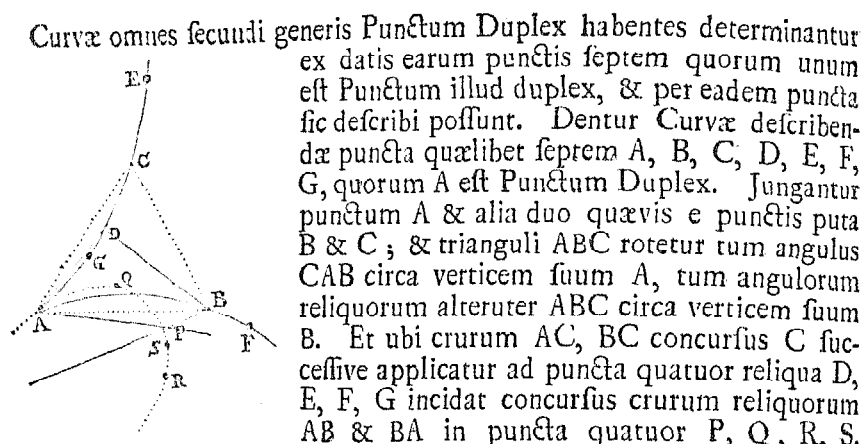 Curvæ omnes ſecundi generis Punctum Duplex habentes determinantur
ex datis earum punctis ſeptem quorum unum
eſt Punctum illud duplex, & per eadem puncta
ſic deſcribi poſſunt. Dentur Curvæ deſcriben-
dæ puncta quælibet ſeptem A, B, C, D, E, F,
G, quorum A eſt Punctum Duplex. Jungantur
punctum A & alia duo quævis e punctis puta
B & C; & trianguli ABC rotetur tum angulus
CAB circa verticem ſuum A, tum angulorum
reliquorum alteruter ABC circa verticem ſuum
B. Et ubi crurum AC, BC concurſus C ſuc-
ceſſive applicatur ad puncta quatuor reliqua D,
E, F, G incidat concurſus crurum reliquorum
AB & BA in puncta quatuor P, Q, R, S.
E
C
D
G
Q
A
B
P
F
S
R